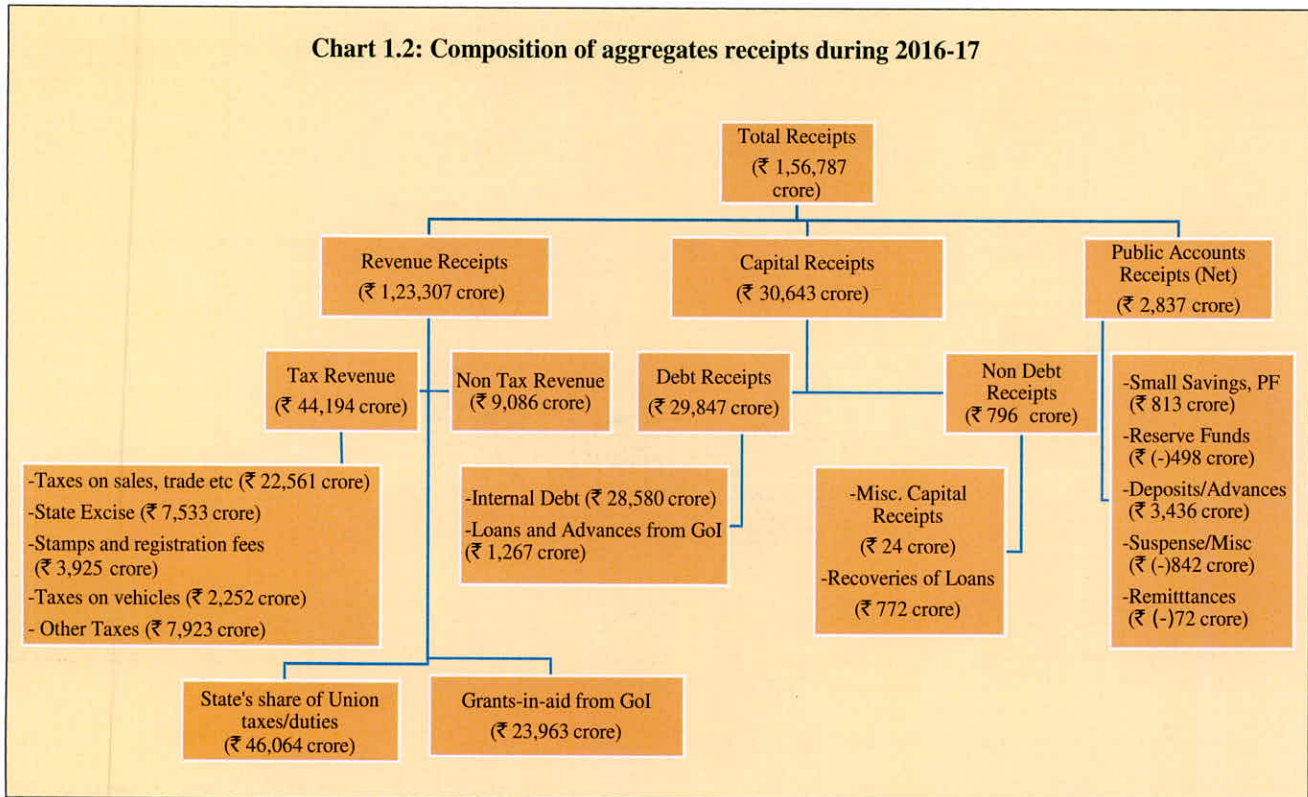 Chart 1.2: Composition of aggregates receipts during 2016-17
Total Receipts
(₹ 1,56,787
crore)
Revenue Receipts
(₹ 1,23,307 crore)
Capital Receipts
(₹ 30,643 crore)
Public Accounts
Receipts (Net)
(₹ 2,837 crore)
Tax Revenue
(₹ 44,194 crore)
Non Tax Revenue
(₹ 9,086 crore)
Debt Receipts
(₹ 29,847 crore)
Non Debt
Receipts
(₹ 796 crore)
-Taxes on sales, trade etc (₹ 22,561 crore)
-State Excise (₹ 7,533 crore)
-Stamps and registration fees
(₹ 3,925 crore)
-Taxes on vehicles (₹ 2,252 crore)
- Other Taxes (₹ 7,923 crore)
-Internal Debt (₹ 28,580 crore)
-Loans and Advances from GoI
(₹ 1,267 crore)
-Misc. Capital
Receipts
(₹ 24 crore)
-Recoveries of Loans
(₹ 772 crore)
-Small Savings, PF
(₹ 813 crore)
-Reserve Funds
(₹ (-)498 crore)
-Deposits/Advances
(₹ 3,436 crore)
-Suspense/Misc
(₹ (-)842 crore)
-Remitttances
(₹ (-)72 crore)
State's share of Union
taxes/duties
(₹ 46,064 crore)
Grants-in-aid from GoI
(₹ 23,963 crore)